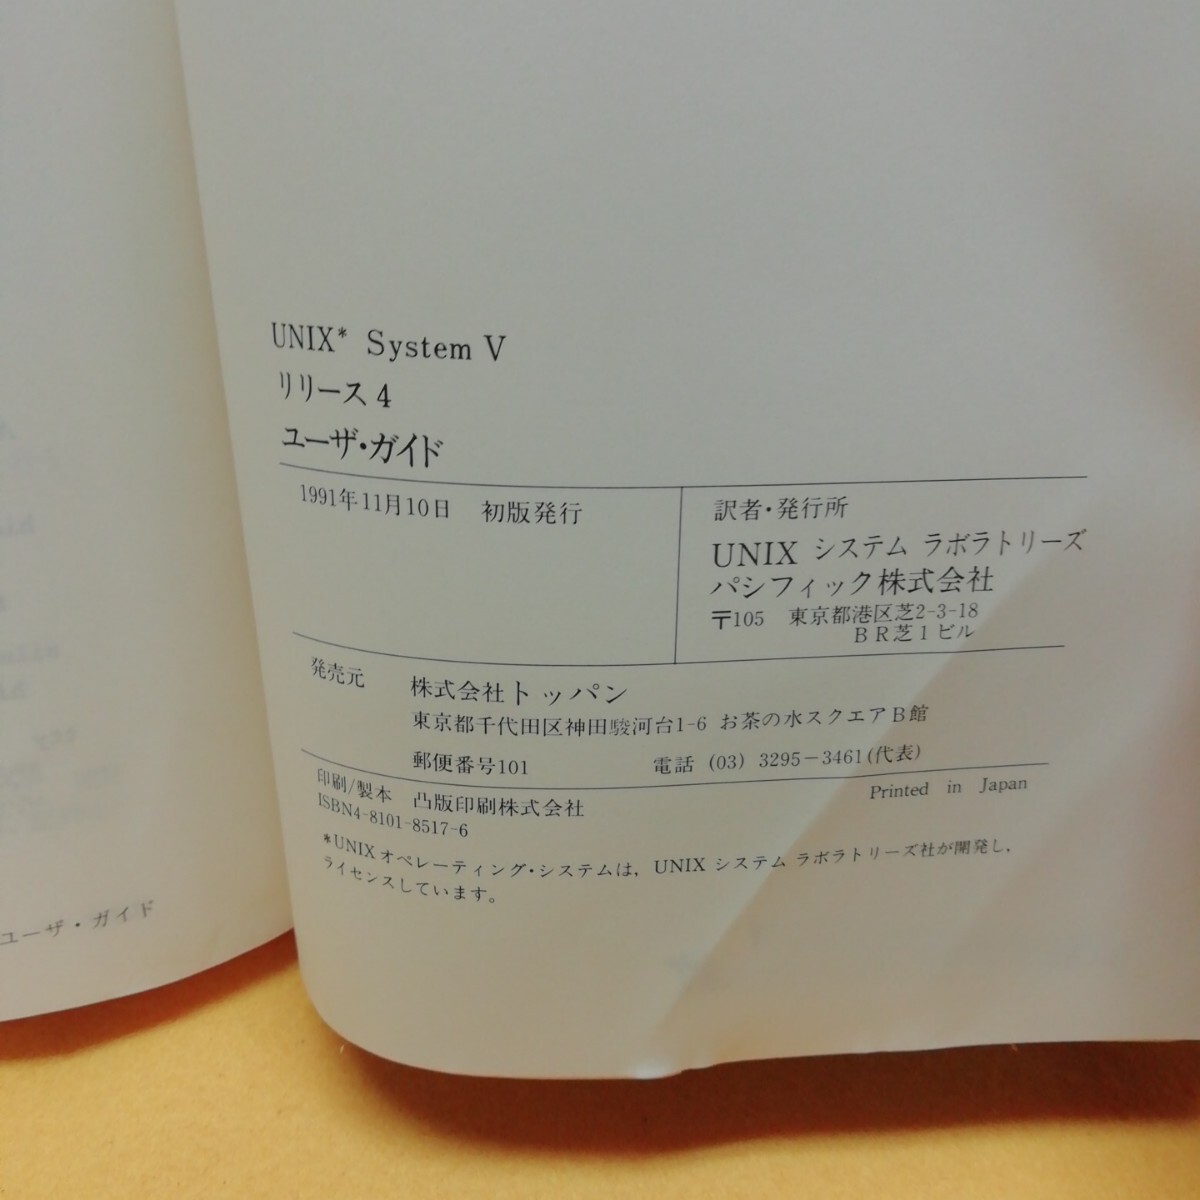 UNIX* System V
リリース4
ユーザ・ガイド
1991年11月10日 初版発行
訳者・発行所
UNIX システム ラボラトリーズ
パシフィック株式会社
〒105 東京都港区芝2-3-18
BR芝1ビル
発売元 株式会社トッパン
東京都千代田区神田駿河台1-6 お茶の水スクエアB館
郵便番号101 電話 (03) 3295-3461(代表)
印刷/製本 凸版印刷株式会社
ISBN4-8101-8517-6
Printed in Japan
*UNIXオペレーティング・システムは，UNIX システム ラボラトリーズ社が開発し，
ライセンスしています。
ユーザ・ガイド